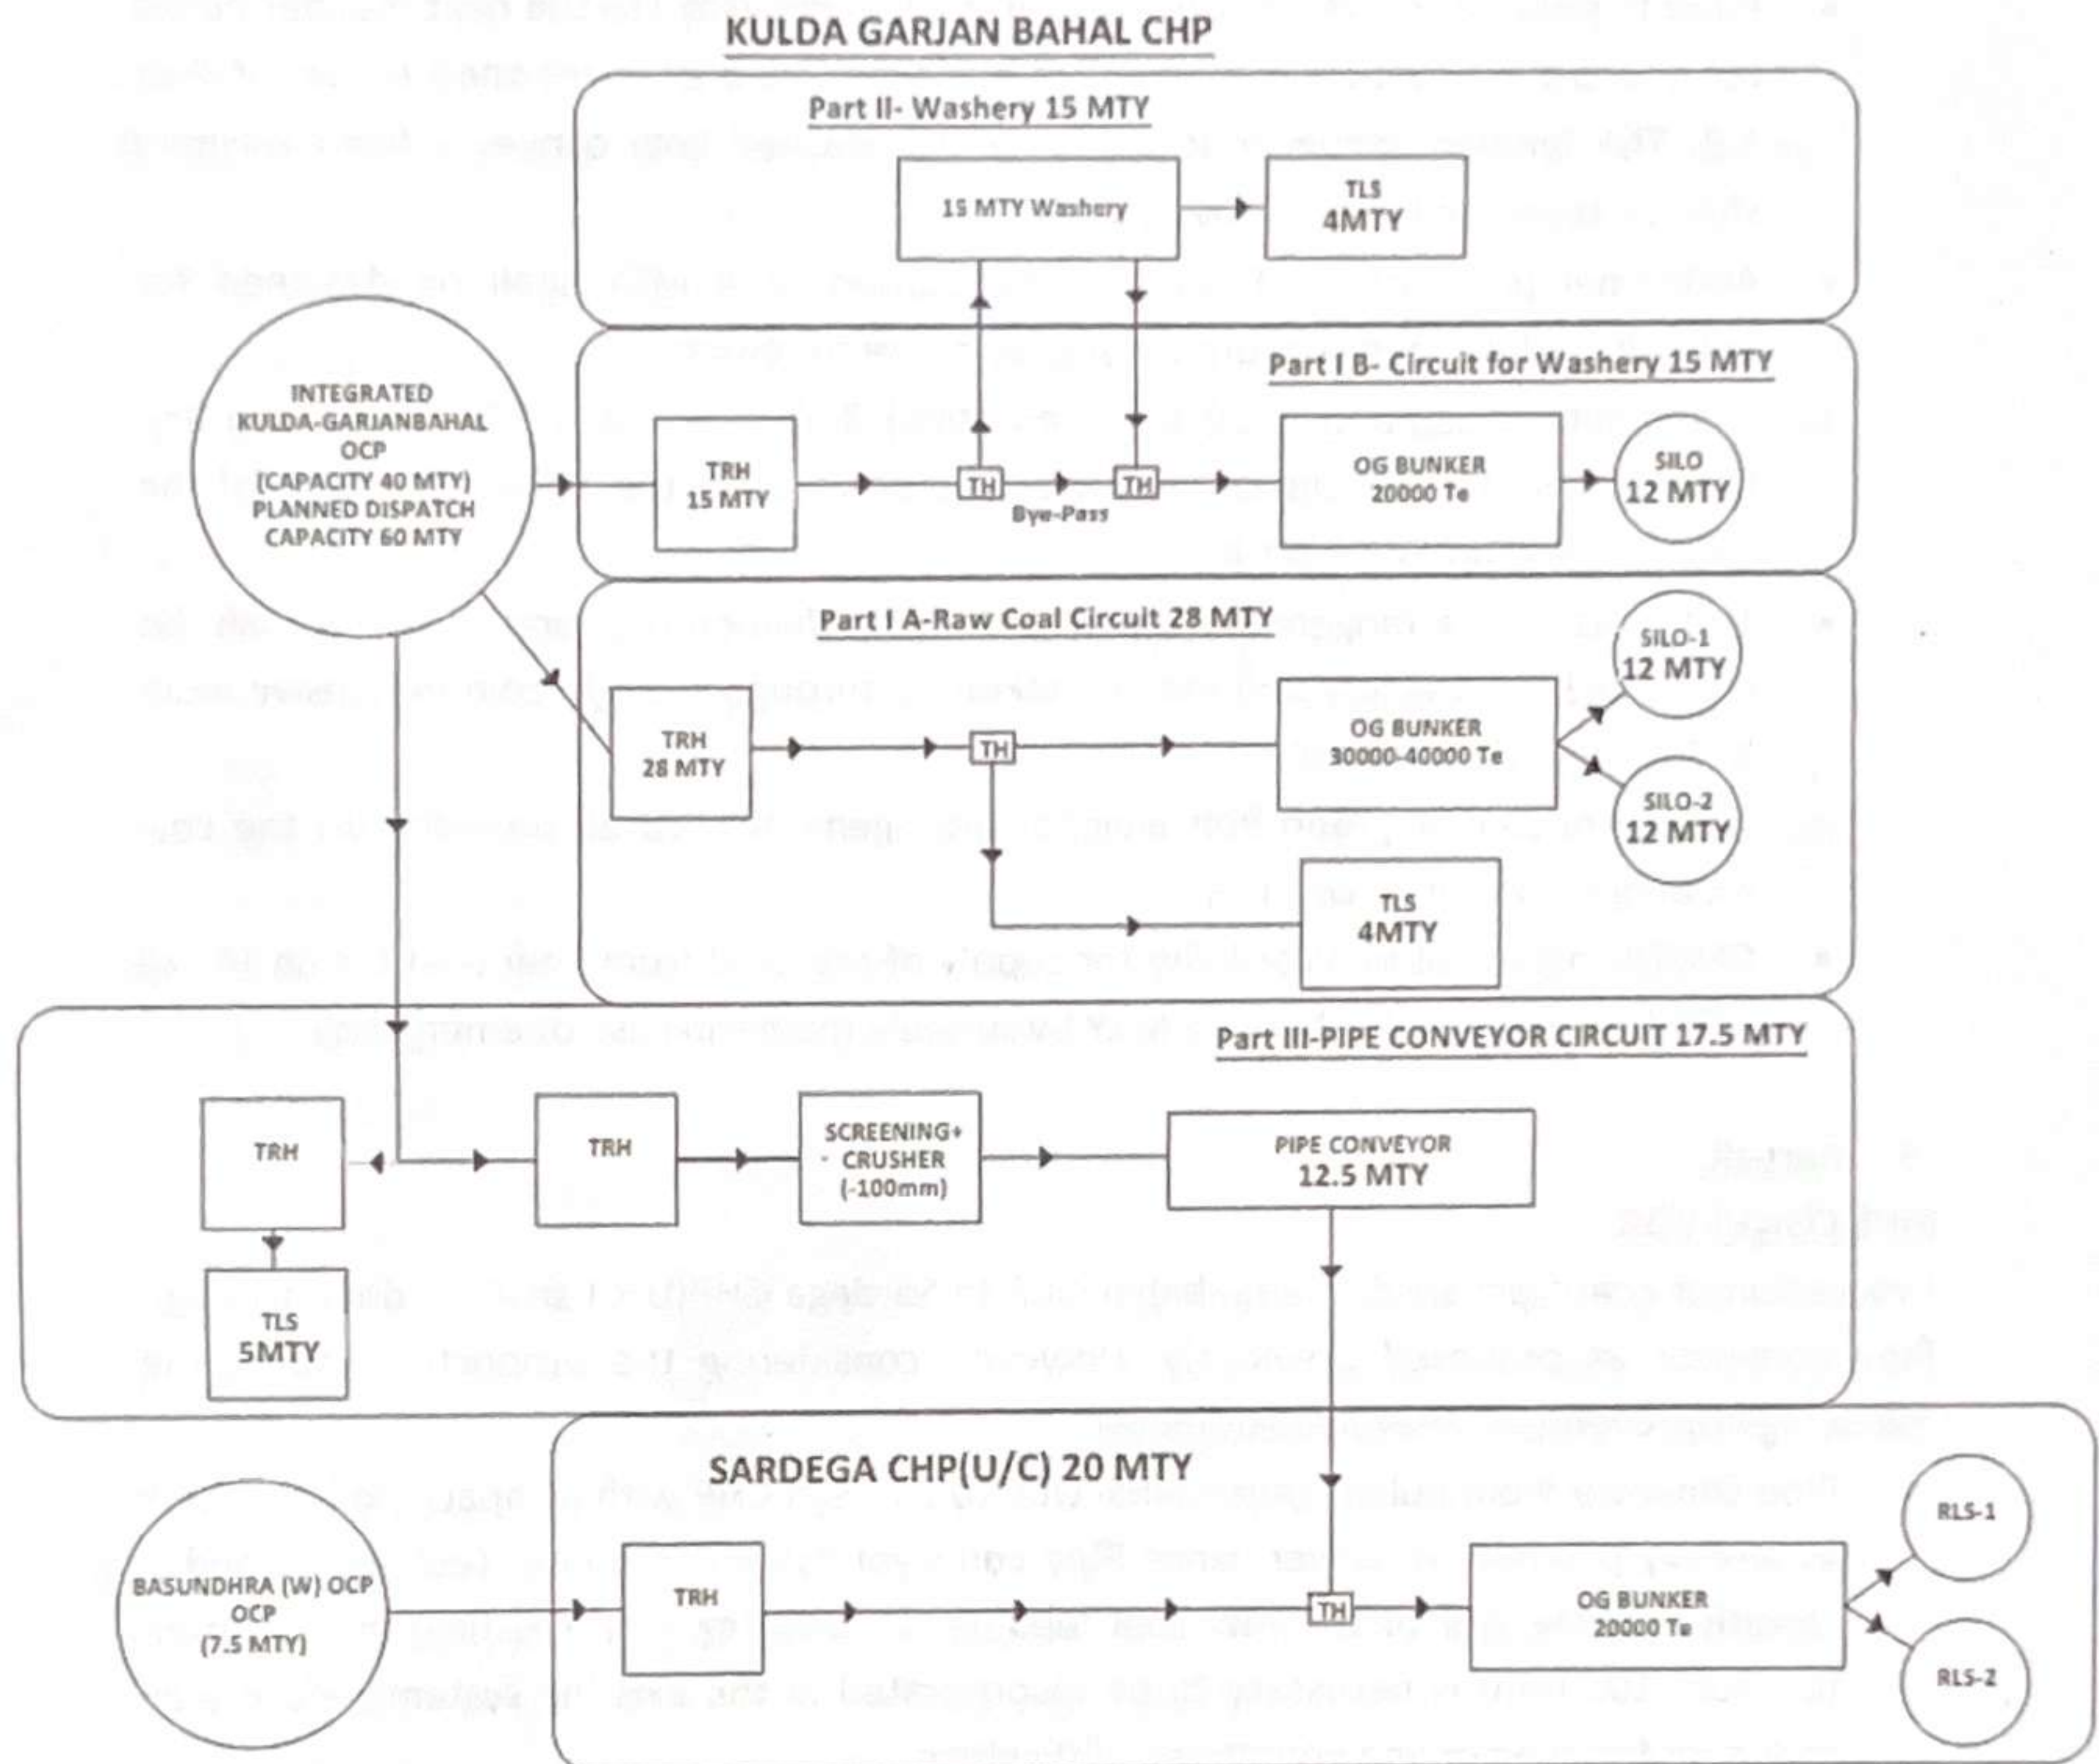 KULDA GARJAN BAHAL CHP
Part II- Washery 15 MTY
15 MTY Washery
TLS
4MTY
Part I B- Circuit for Washery 15 MTY
INTEGRATED
KULDA-GARJANBAHAL
OCP
(CAPACITY 40 MTY)
PLANNED DISPATCH
CAPACITY 60 MTY
TRH
15 MTY
TH
Bye-Pass
TH
OG BUNKER
20000 Te
SILO
12 MTY
Part I A-Raw Coal Circuit 28 MTY
TRH
28 MTY
TH
OG BUNKER
30000-40000 Te
SILO-1
12 MTY
SILO-2
12 MTY
TLS
4MTY
Part III-PIPE CONVEYOR CIRCUIT 17.5 MTY
TRH
TLS
5MTY
TRH
SCREENING+
CRUSHER
(-100mm)
PIPE CONVEYOR
12.5 MTY
SARDEGA CHP(U/C) 20 MTY
BASUNDHRA (W) OCP
OCP
(7.5 MTY)
TRH
TH
OG BUNKER
20000 Te
RLS-1
RLS-2